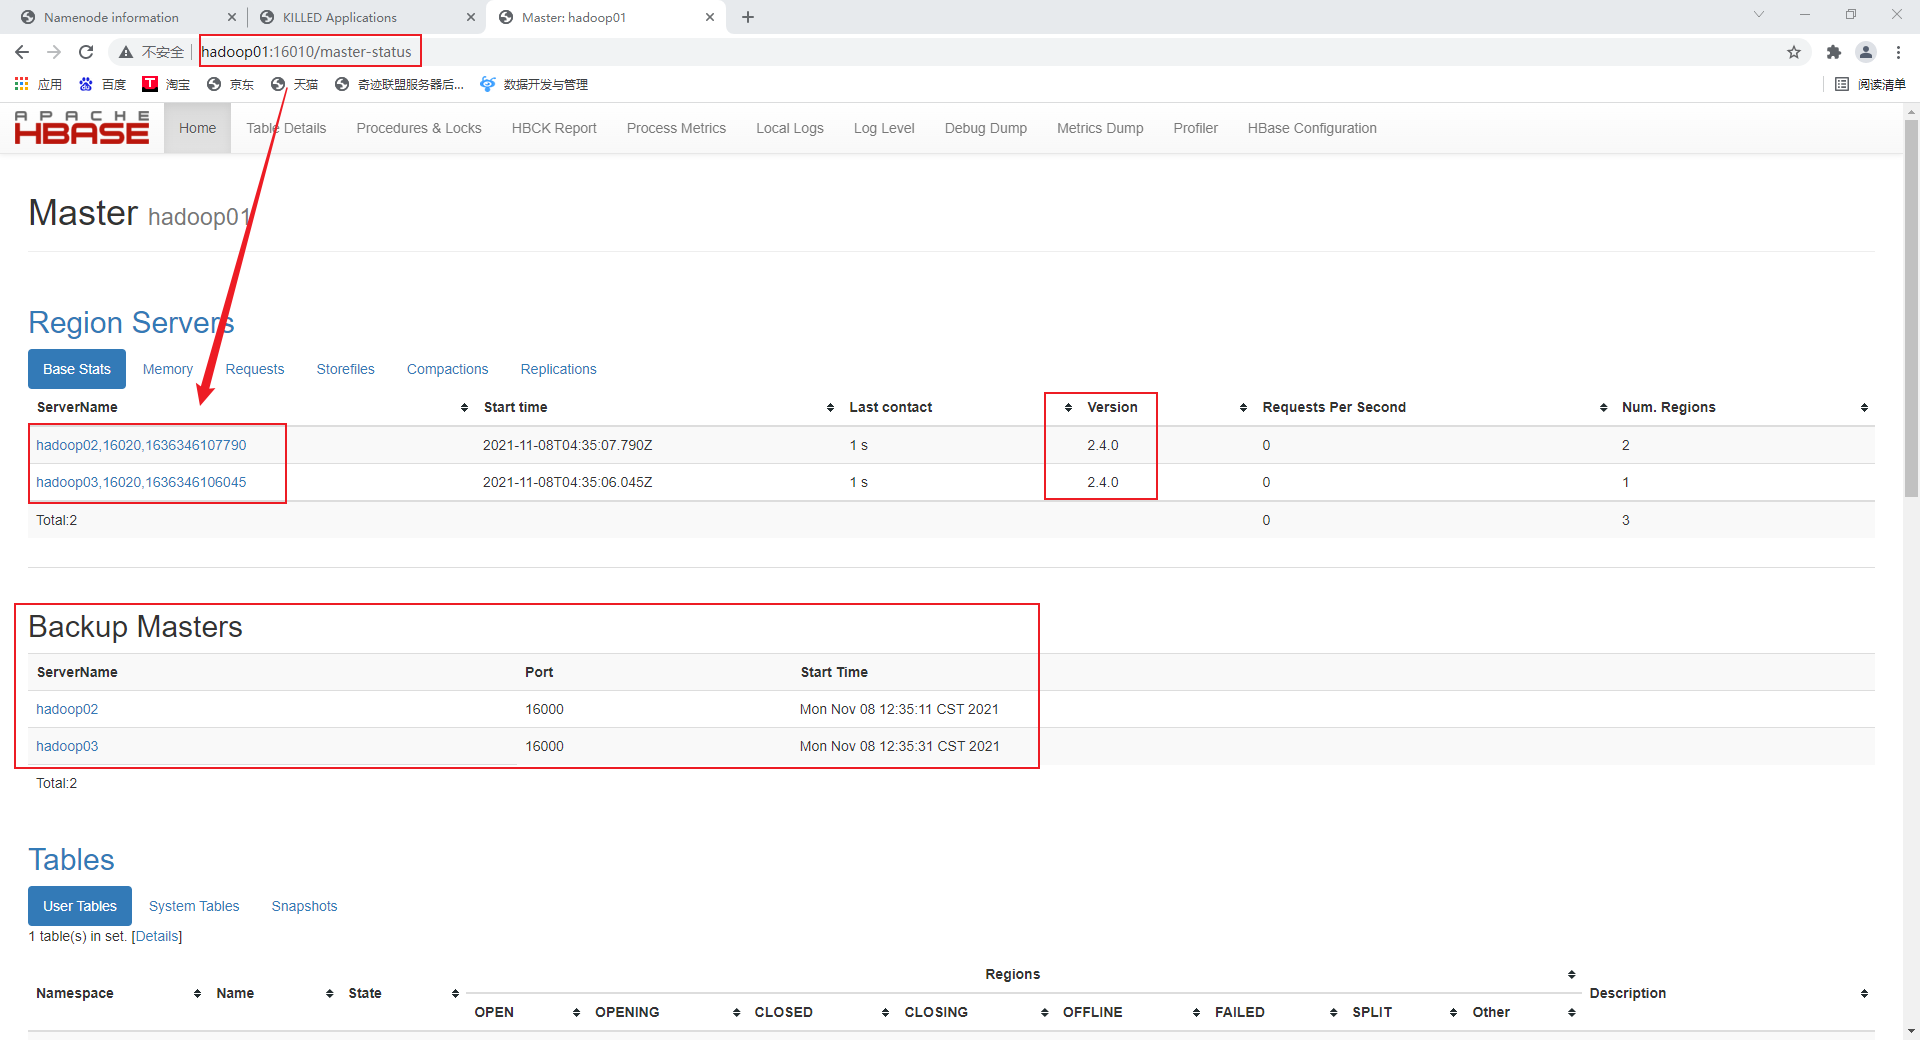 Namenode information
KILLED Applications
Master: hadoop01
不安全
hadoop01:16010/master-status
应用
百度
淘宝
京东
天猫
奇迹联盟服务器后...
数据开发与管理
阅读清单
APACHE
HBASE
Home
Table Details
Procedures & Locks
HBCK Report
Process Metrics
Local Logs
Log Level
Debug Dump
Metrics Dump
Profiler
HBase Configuration
Master hadoop01
Region Servers
Base Stats
Memory
Requests
Storefiles
Compactions
Replications
ServerName Start time Last contact Version Requests Per Second Num. Regions
hadoop02,16020,1636346107790 2021-11-08T04:35:07.790Z 1 s 2.4.0 0 2
hadoop03,16020,1636346106045 2021-11-08T04:35:06.045Z 1 s 2.4.0 0 1
Total:2 0 3
Backup Masters
ServerName Port Start Time
hadoop02 16000 Mon Nov 08 12:35:11 CST 2021
hadoop03 16000 Mon Nov 08 12:35:31 CST 2021
Total:2
Tables
User Tables
System Tables
Snapshots
1 table(s) in set. [Details]
Regions
Namespace Name State Description
OPEN OPENING CLOSED CLOSING OFFLINE FAILED SPLIT Other